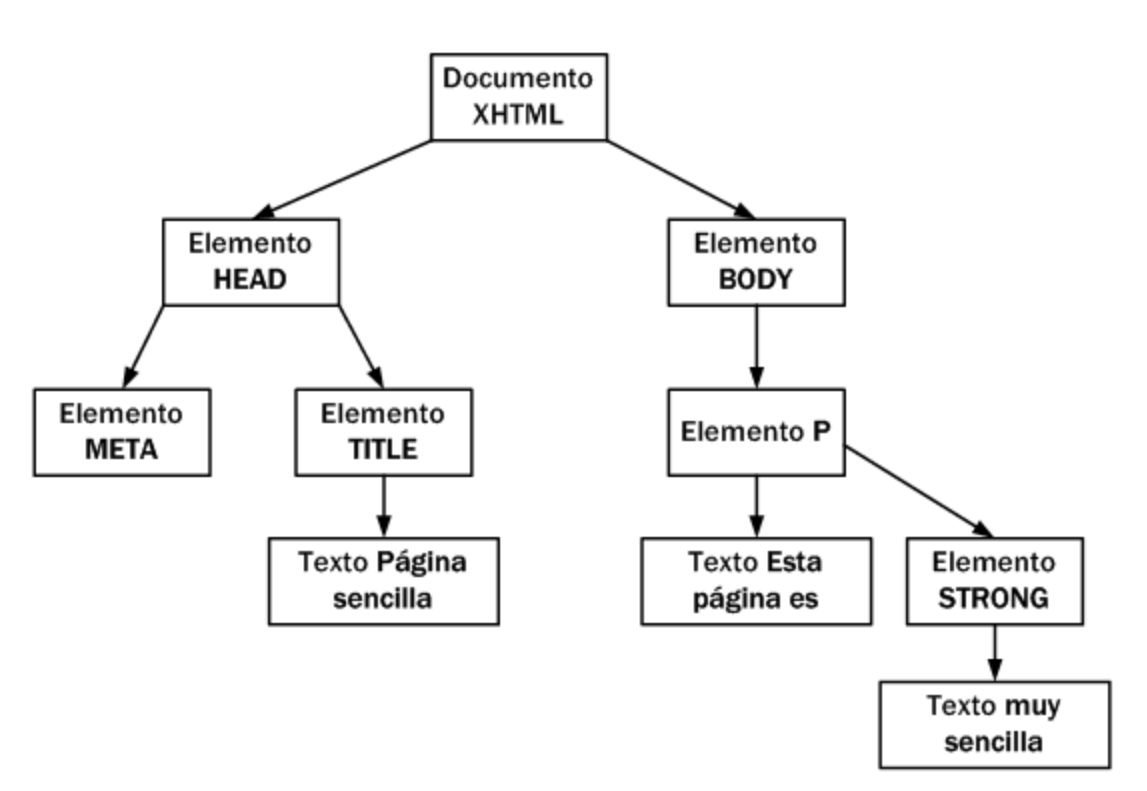 Documento
XHTML
Elemento
HEAD
Elemento
BODY
Elemento
META
Elemento
TITLE
Elemento P
Texto Página
sencilla
Texto Esta
página es
Elemento
STRONG
Texto muy
sencilla